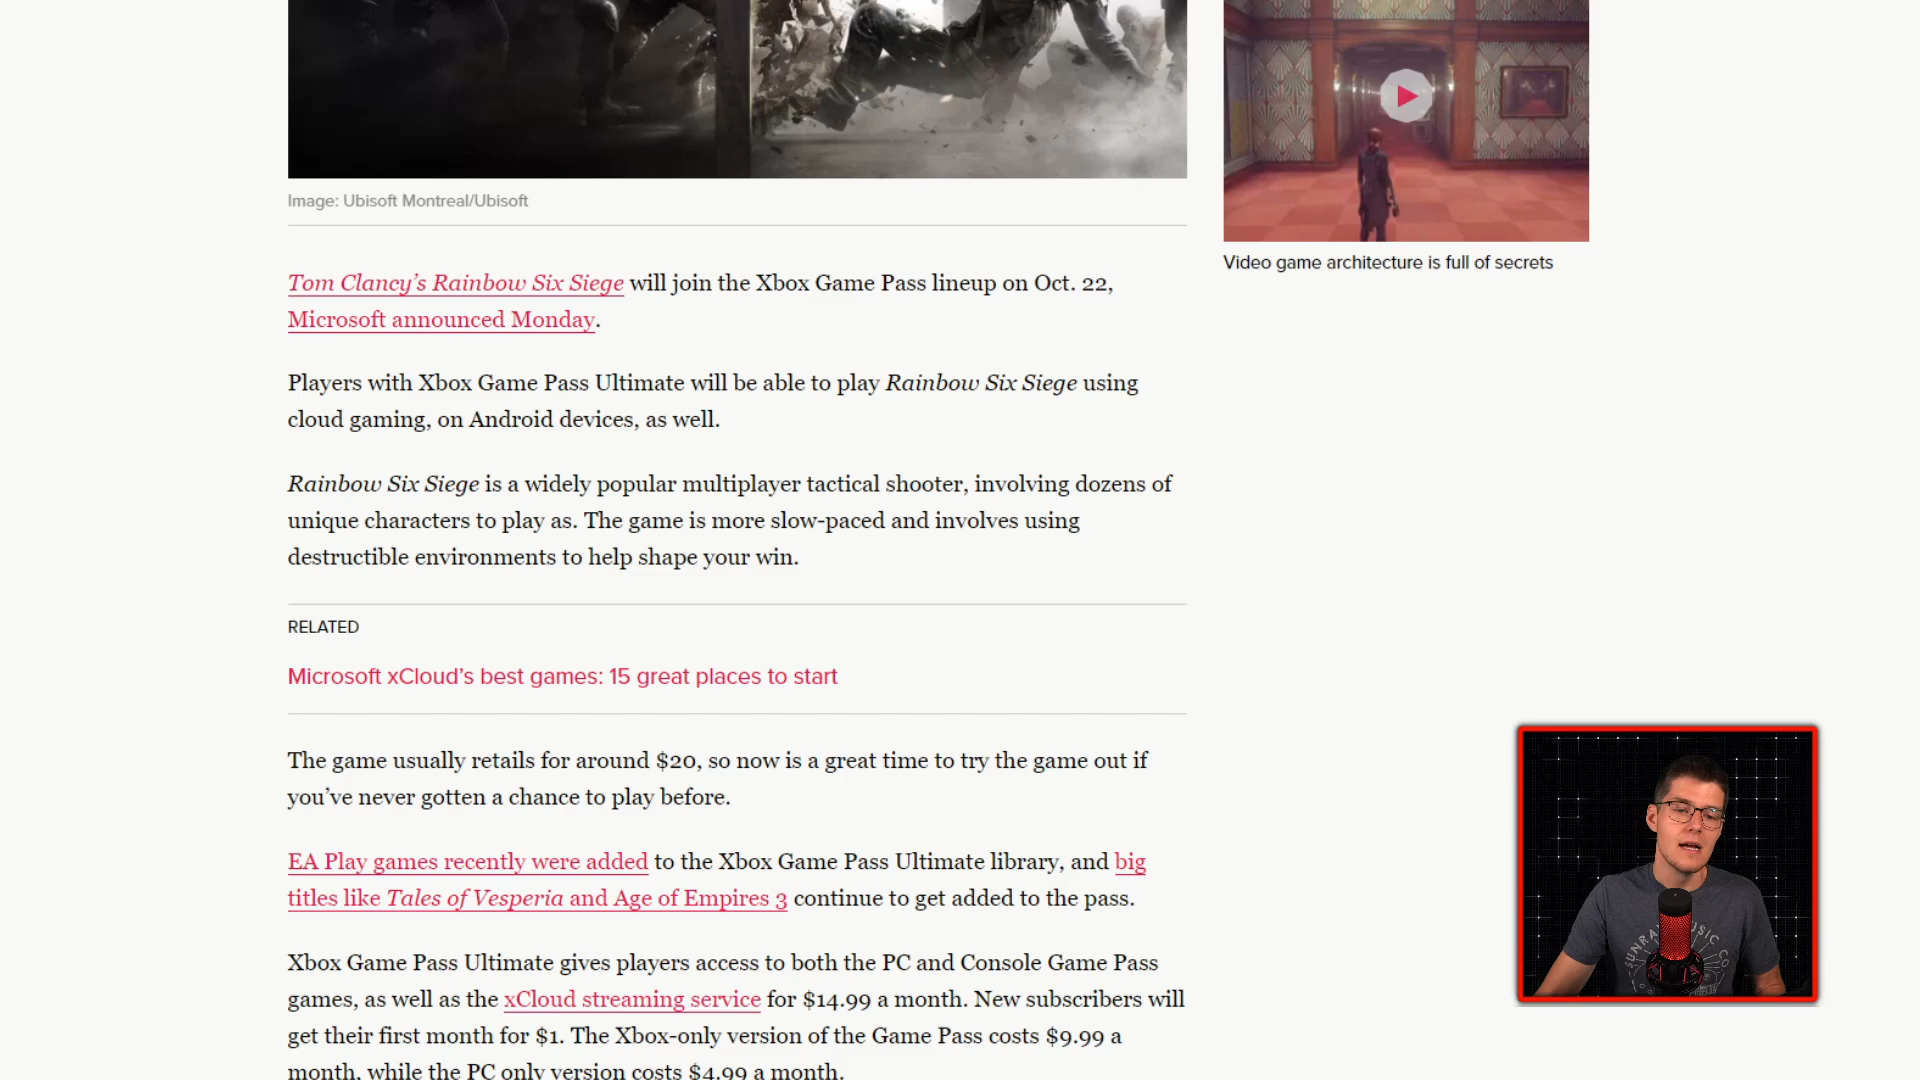 Image: Ubisoft Montreal/Ubisoft
Tom Clancy’s Rainbow Six Siege will join the Xbox Game Pass lineup on Oct. 22,
Microsoft announced Monday.
Players with Xbox Game Pass Ultimate will be able to play Rainbow Six Siege using
cloud gaming, on Android devices, as well.
Rainbow Six Siege is a widely popular multiplayer tactical shooter, involving dozens of
unique characters to play as. The game is more slow-paced and involves using
destructible environments to help shape your win.
RELATED
Microsoft xCloud’s best games: 15 great places to start
The game usually retails for around $20, so now is a great time to try the game out if
you’ve never gotten a chance to play before.
EA Play games recently were added to the Xbox Game Pass Ultimate library, and big
titles like Tales of Vesperia and Age of Empires 3 continue to get added to the pass.
Xbox Game Pass Ultimate gives players access to both the PC and Console Game Pass
games, as well as the xCloud streaming service for $14.99 a month. New subscribers will
get their first month for $1. The Xbox-only version of the Game Pass costs $9.99 a
month, while the PC only version costs $4.99 a month.
Video game architecture is full of secrets